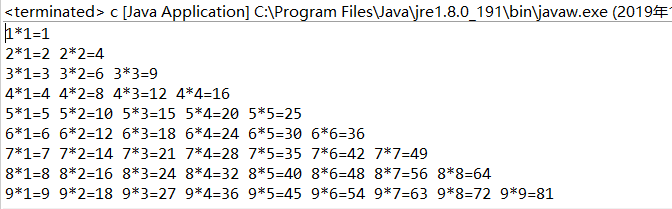 <terminated> c [Java Application] C:\Program Files\Java\jre1.8.0_191\bin\javaw.exe (2019年
1*1=1
2*1=2 2*2=4
3*1=3 3*2=6 3*3=9
4*1=4 4*2=8 4*3=12 4*4=16
5*1=5 5*2=10 5*3=15 5*4=20 5*5=25
6*1=6 6*2=12 6*3=18 6*4=24 6*5=30 6*6=36
7*1=7 7*2=14 7*3=21 7*4=28 7*5=35 7*6=42 7*7=49
8*1=8 8*2=16 8*3=24 8*4=32 8*5=40 8*6=48 8*7=56 8*8=64
9*1=9 9*2=18 9*3=27 9*4=36 9*5=45 9*6=54 9*7=63 9*8=72 9*9=81